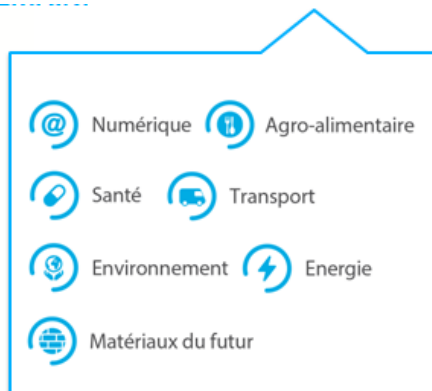 Numérique Agro-alimentaire
Santé Transport
Environnement Energie
Matériaux du futur